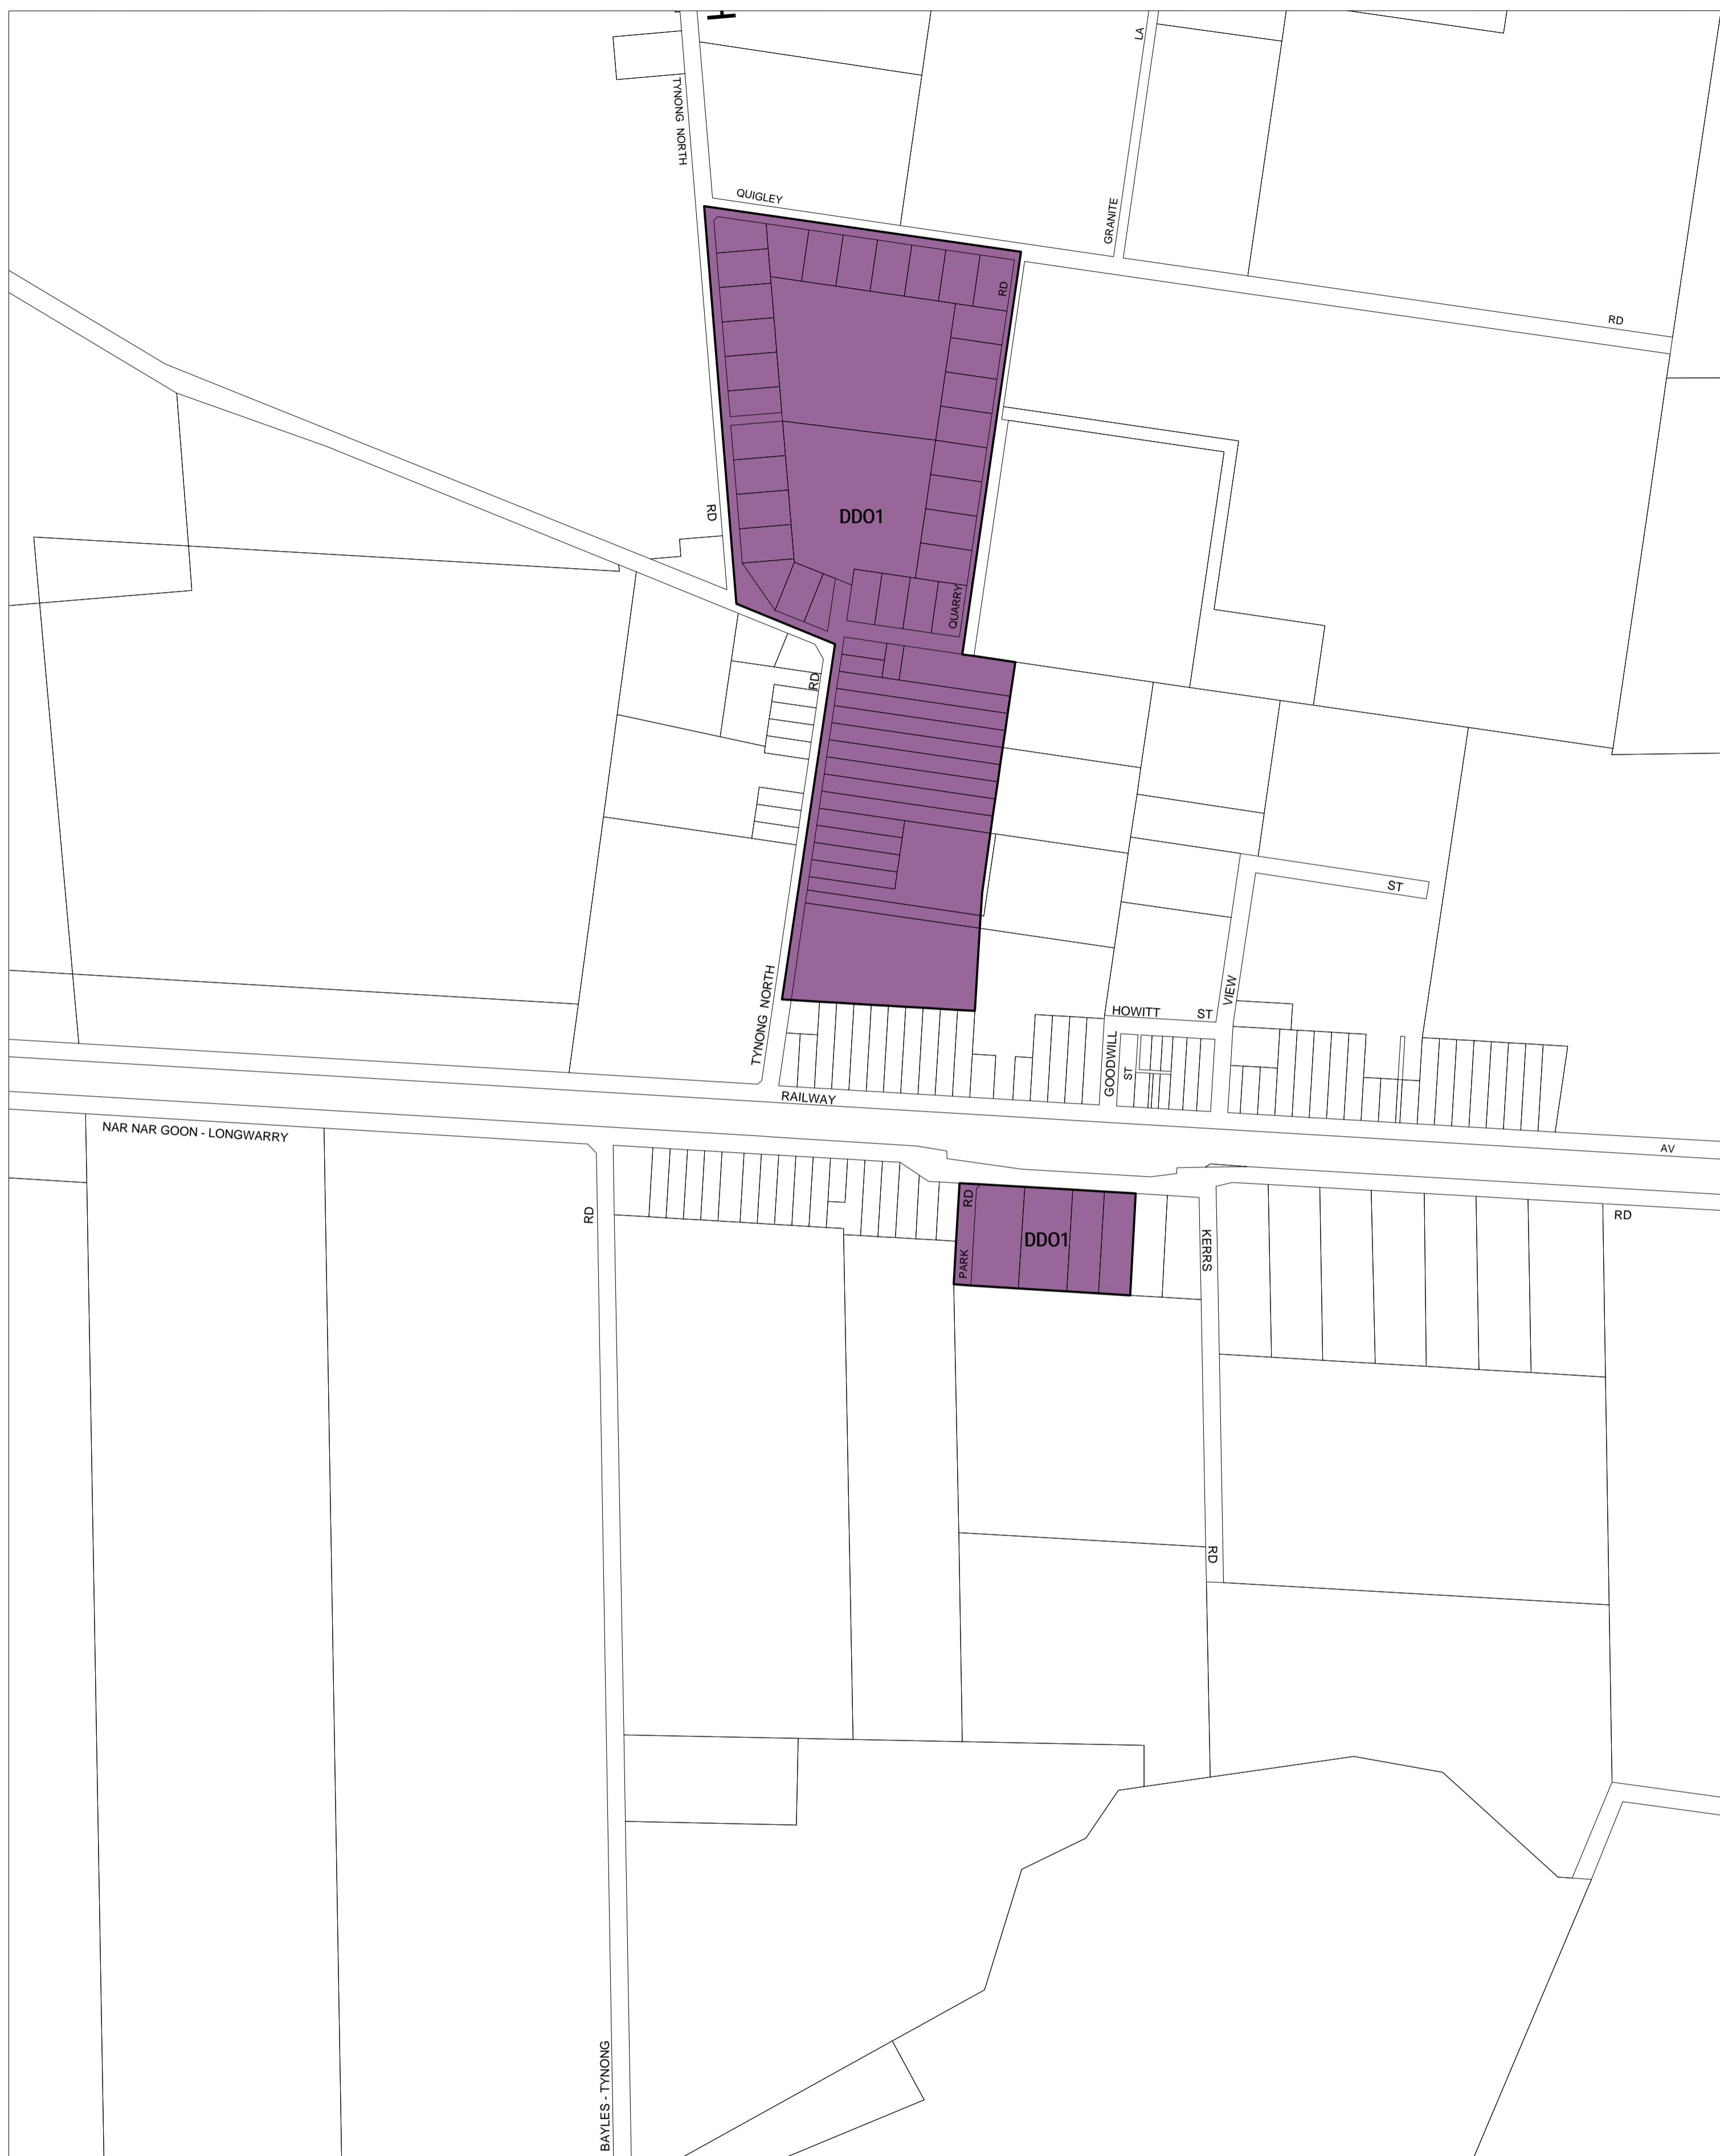 LA
TYNONG NORTH
QUIGLEY
GRANITE
RD
RD
RD
DDO1
QUARRY
RD
ST
TYNONG NORTH
VIEW
HOWITT ST
GOODWILL
ST
RAILWAY
NAR NAR GOON - LONGWARRY
AV
RD
RD
RD
PARK
DDO1
KERRS
RD
BAYLES - TYNONG